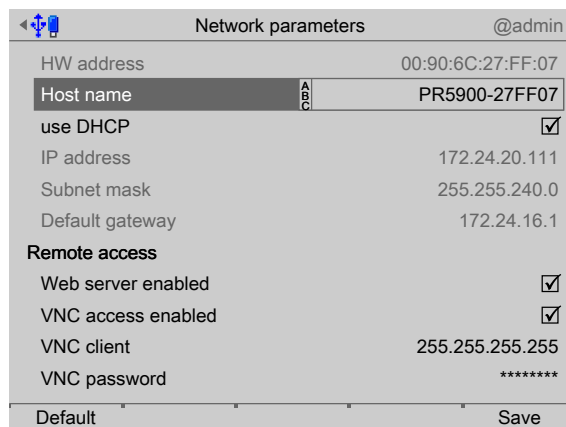 Network parameters @admin
HW address 00:90:6C:27:FF:07
Host name ABC PR5900-27FF07
use DHCP
IP address 172.24.20.111
Subnet mask 255.255.240.0
Default gateway 172.24.16.1
Remote access
Web server enabled
VNC access enabled
VNC client 255.255.255.255
VNC password ********
Default Save